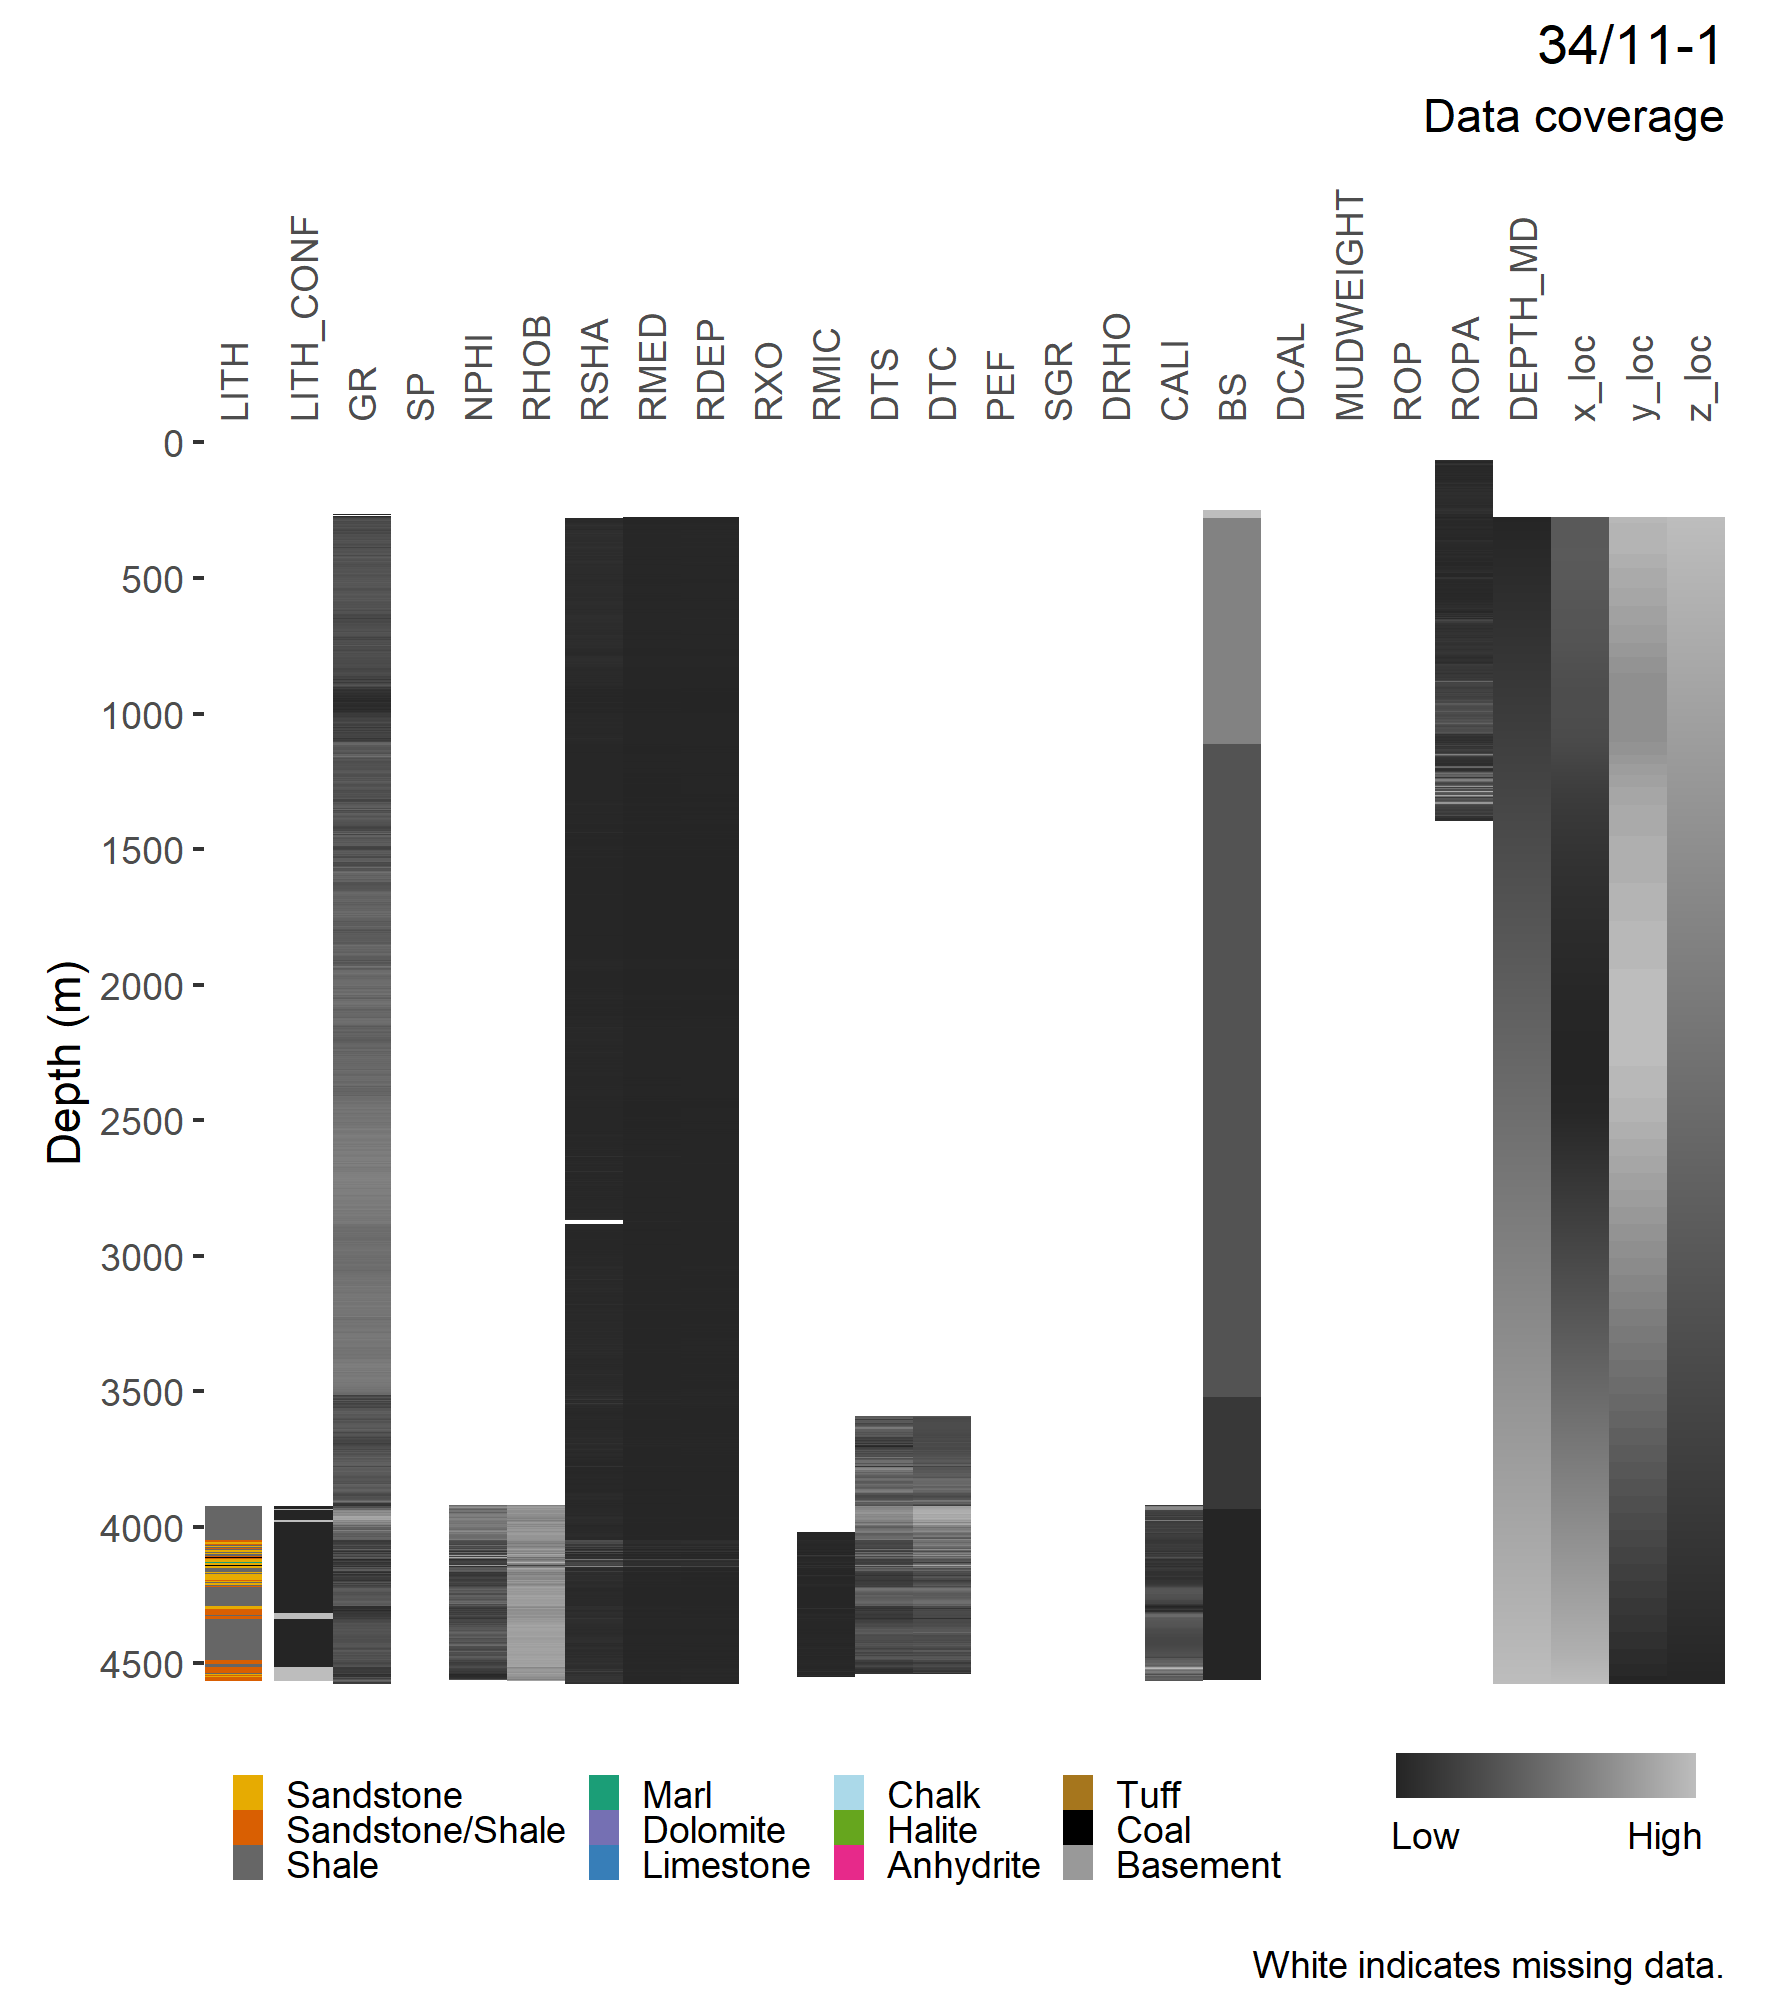 34/11-1
Data coverage
LITH
LITH_CONF
GR
SP
NPHI
RHOB
RSHA
RMED
RDEP
RXO
RMIC
DTS
DTC
PEF
SGR
DRHO
CALI
BS
DCAL
MUDWEIGHT
ROP
ROPA
DEPTH_MD
x_loc
y_loc
z_loc
0
500
1000
1500
2000
2500
3000
3500
4000
4500
Depth (m)
Sandstone
Sandstone/Shale
Shale
Marl
Dolomite
Limestone
Chalk
Halite
Anhydrite
Tuff
Coal
Basement
Low High
White indicates missing data.